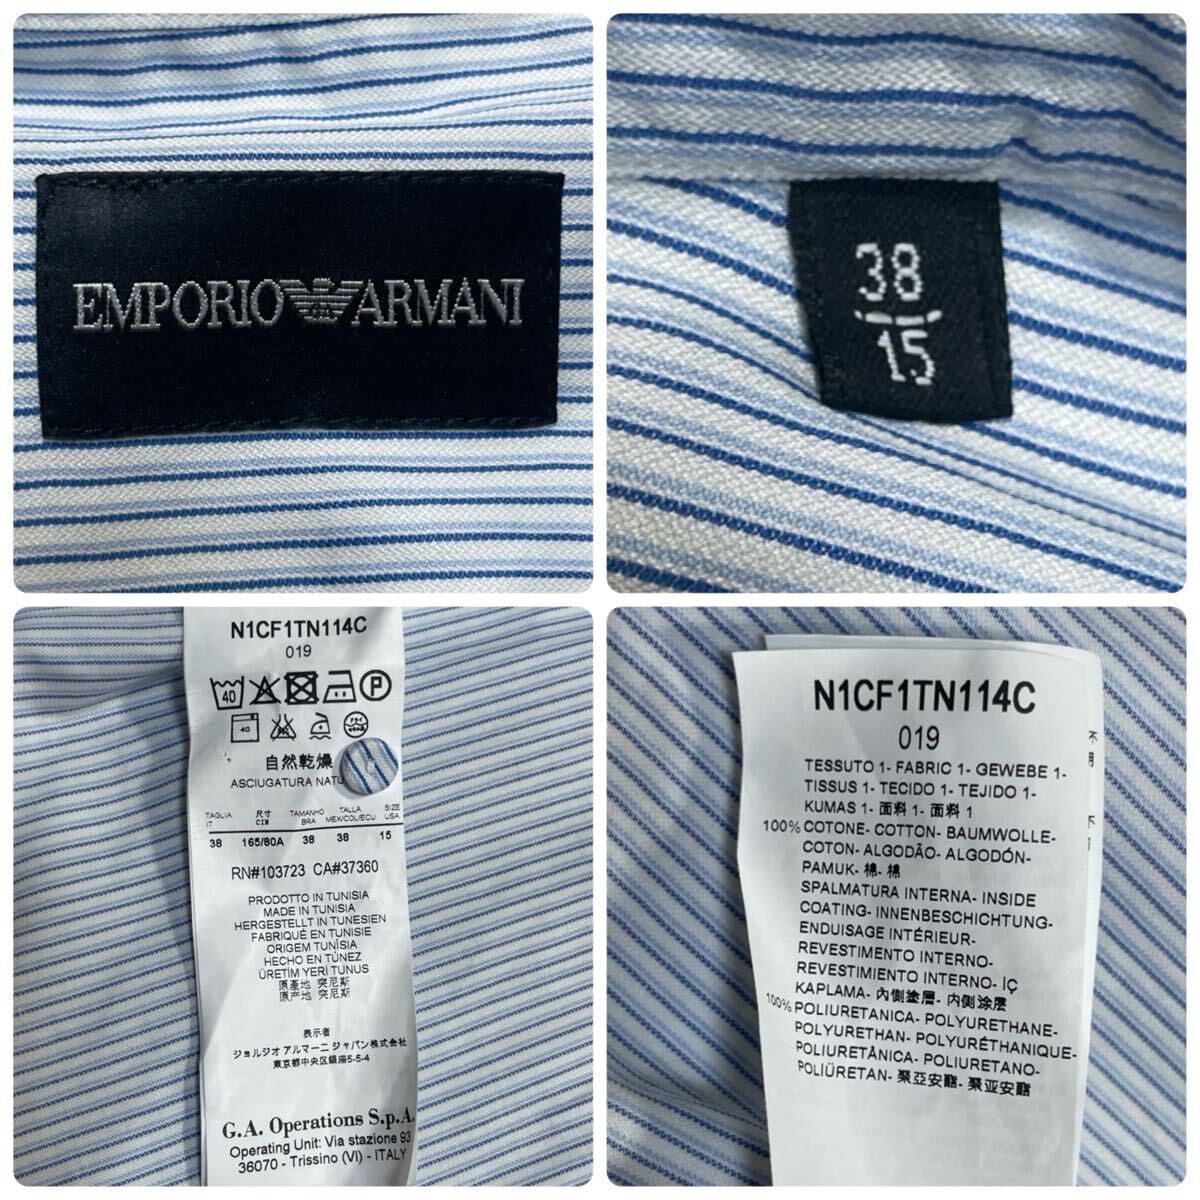 EMPORIO ARMANI
38
15
N1CF1TN114C
019
40
P
40
自然乾燥
ASCIUGATURA NATU
TAGLIA IT 尺寸 CIN TAMANHO BRA TALLA MEX/COL/ECU SIZE USA
38 165/80A 38 38 15
RN#103723 CA#37360
PRODOTTO IN TUNISIA
MADE IN TUNISIA
HERGESTELLT IN TUNESIEN
FABRIQUÉ EN TUNISIE
ORIGEM TUNÍSIA
HECHO EN TÚNEZ
ÜRETİM YERİ TUNUS
原產地 突尼斯
原产地 突尼斯
表示者
ジョルジオ アルマーニ ジャパン株式会社
東京都中央区銀座5-5-4
G.A. Operations S.p.A.
Operating Unit: Via stazione 93
36070 - Trissino (VI) - ITALY
N1CF1TN114C
019
TESSUTO 1- FABRIC 1- GEWEBE 1-
TISSUS 1- TECIDO 1- TEJIDO 1-
KUMAS 1- 面料 1- 面料 1
100% COTONE- COTTON- BAUMWOLLE-
COTON- ALGODÃO- ALGODÓN-
PAMUK- 棉- 棉
SPALMATURA INTERNA- INSIDE
COATING- INNENBESCHICHTUNG-
ENDUISAGE INTÉRIEUR-
REVESTIMENTO INTERNO-
REVESTIMIENTO INTERNO- İÇ
KAPLAMA- 內側塗層- 内侧涂层
100% POLIURETANICA- POLYURETHANE-
POLYURETHAN- POLYURÉTHANIQUE-
POLIURETÂNICA- POLIURETANO-
POLIÜRETAN- 聚亞安酯- 聚亚安酯